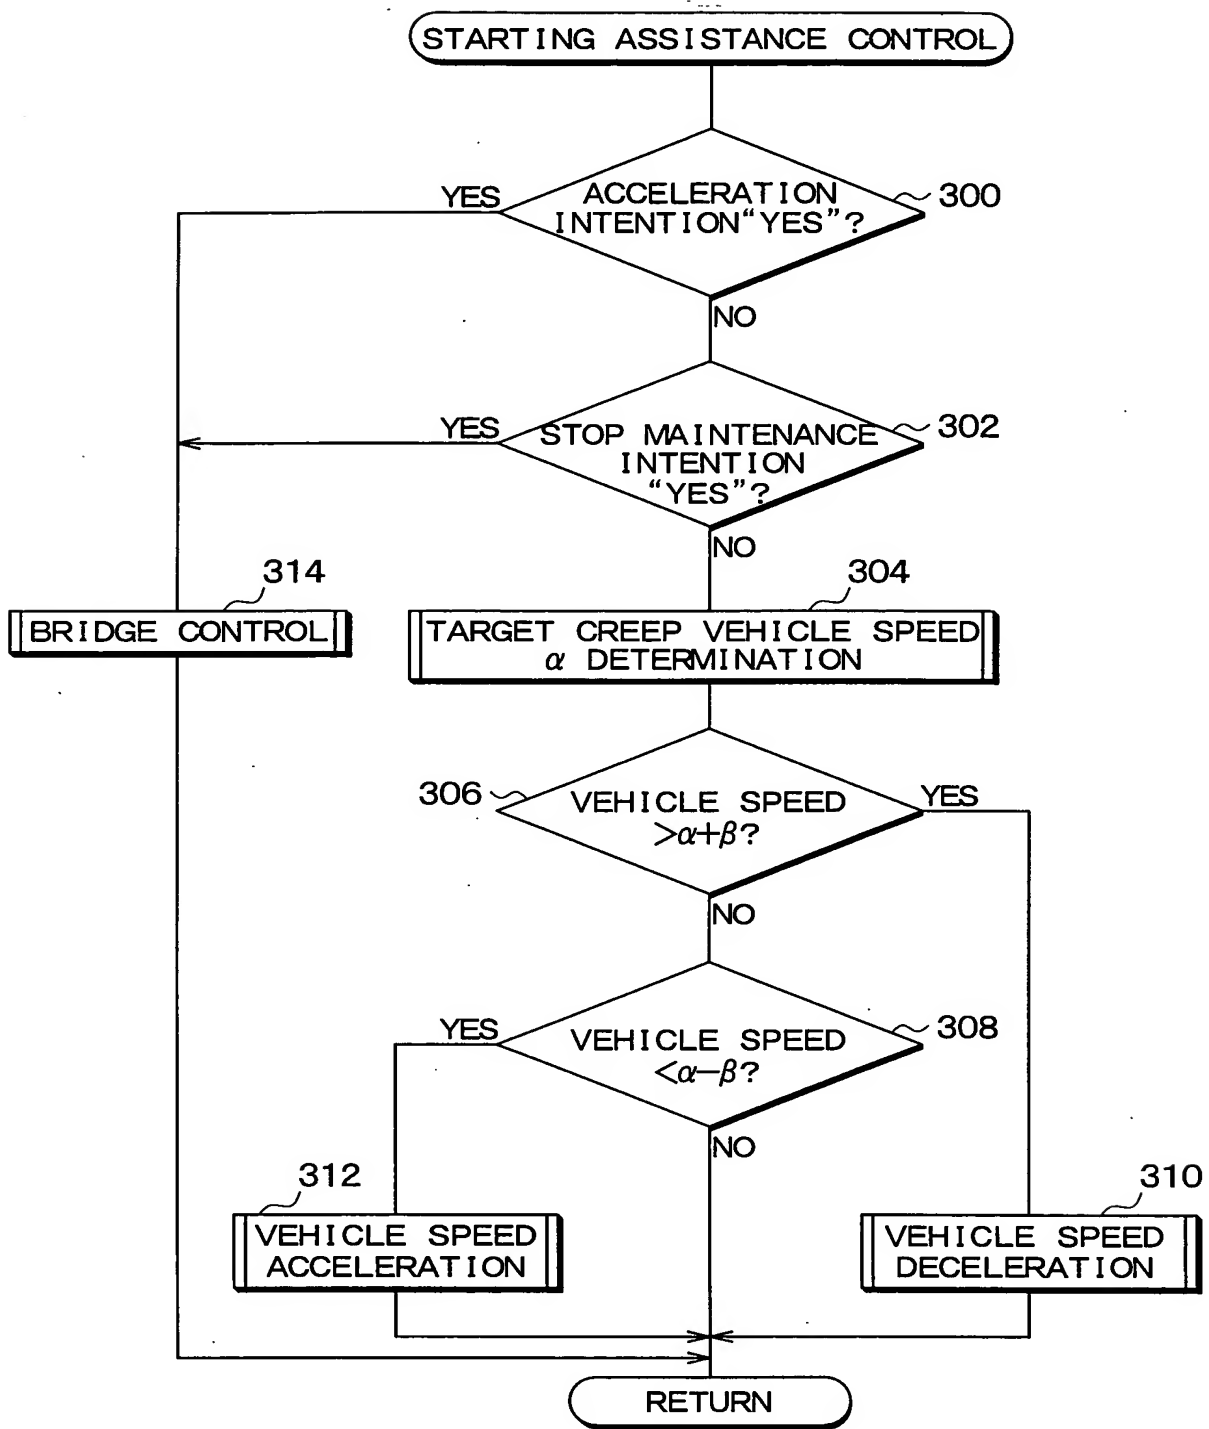 STARTING ASSISTANCE CONTROL
YES
ACCELERATION
INTENTION“YES”?
300
NO
YES
STOP MAINTENANCE
INTENTION
“YES”?
302
NO
314
BRIDGE CONTROL
304
TARGET CREEP VEHICLE SPEED
α DETERMINATION
306
VEHICLE SPEED
>α+β?
YES
NO
YES
VEHICLE SPEED
<α−β?
308
NO
312
VEHICLE SPEED
ACCELERATION
310
VEHICLE SPEED
DECELERATION
RETURN